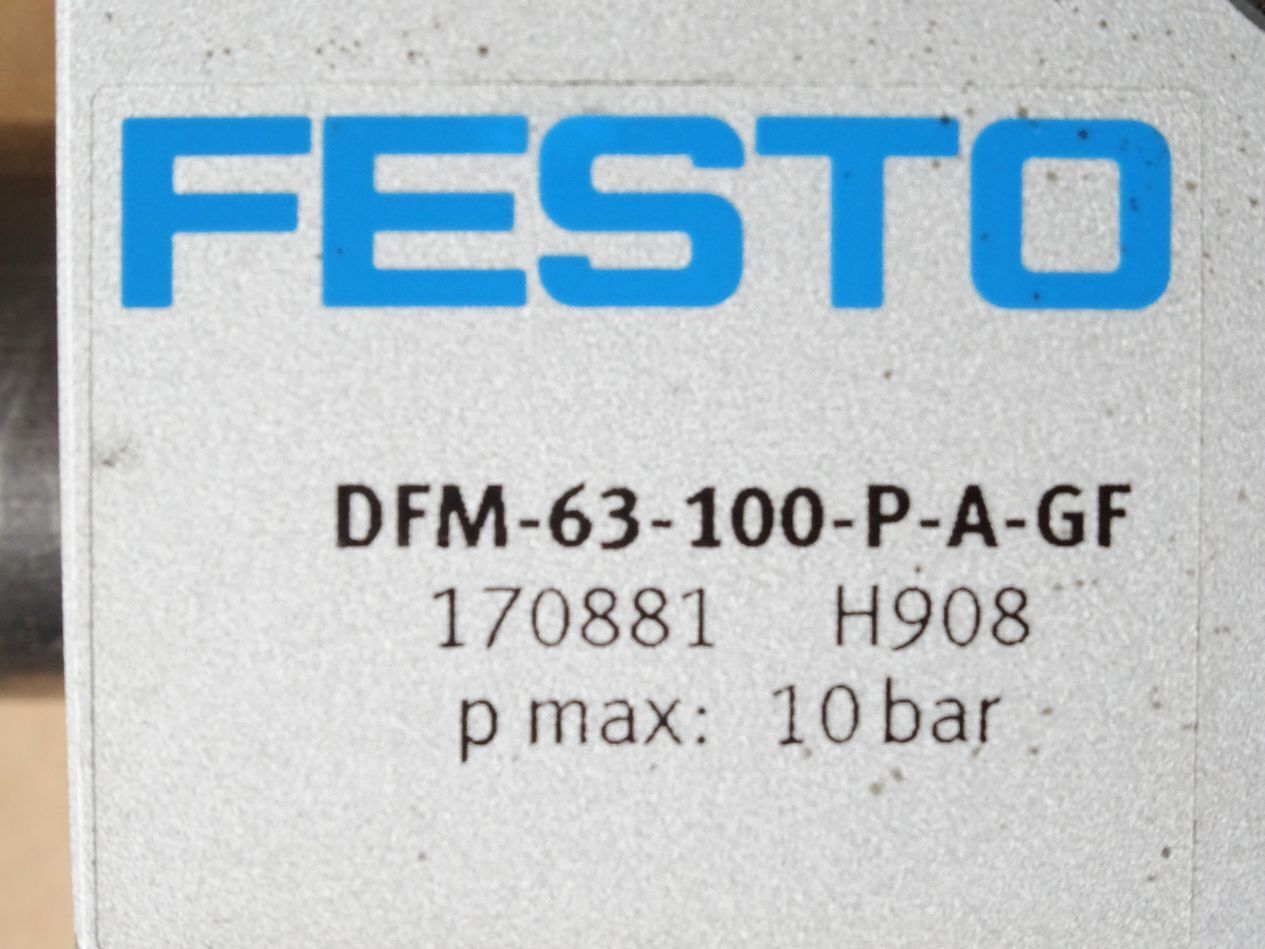 FESTO
DFM-63-100-P-A-GF
170881 H908
p max: 10 bar